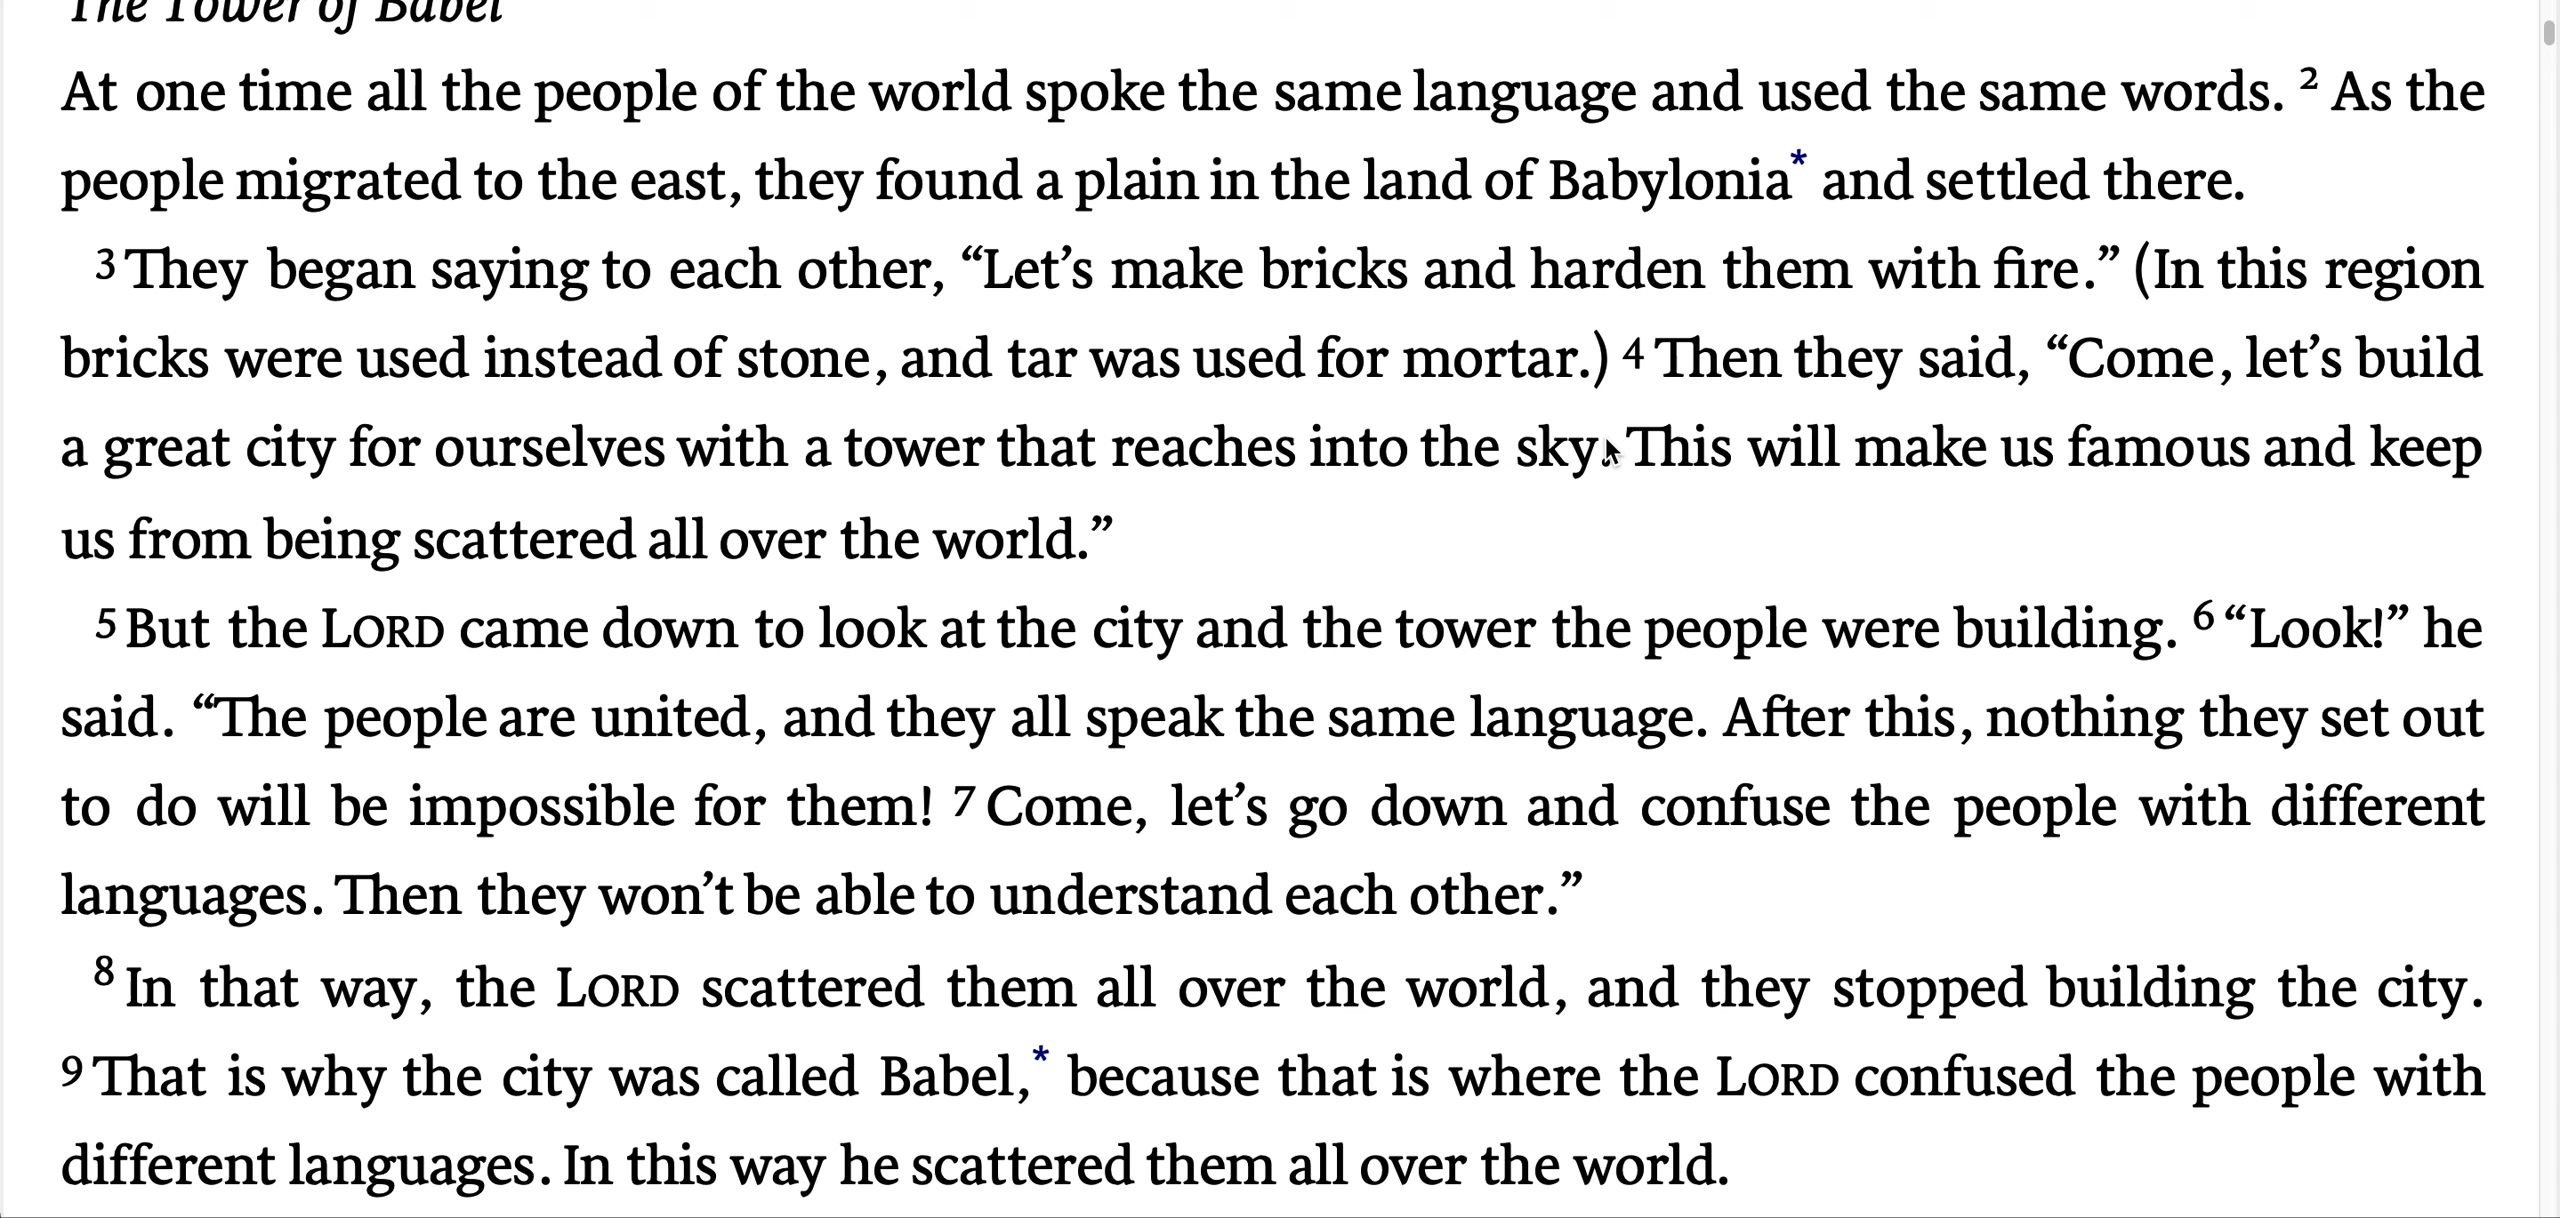 The Tower of Babel
At one time all the people of the world spoke the same language and used the same words. ² As the
people migrated to the east, they found a plain in the land of Babylonia* and settled there.
³ They began saying to each other, “Let’s make bricks and harden them with fire.” (In this region
bricks were used instead of stone, and tar was used for mortar.) ⁴ Then they said, “Come, let’s build
a great city for ourselves with a tower that reaches into the sky. This will make us famous and keep
us from being scattered all over the world.”
⁵ But the LORD came down to look at the city and the tower the people were building. ⁶ “Look!” he
said. “The people are united, and they all speak the same language. After this, nothing they set out
to do will be impossible for them! ⁷ Come, let’s go down and confuse the people with different
languages. Then they won’t be able to understand each other.”
⁸ In that way, the LORD scattered them all over the world, and they stopped building the city.
⁹ That is why the city was called Babel,* because that is where the LORD confused the people with
different languages. In this way he scattered them all over the world.